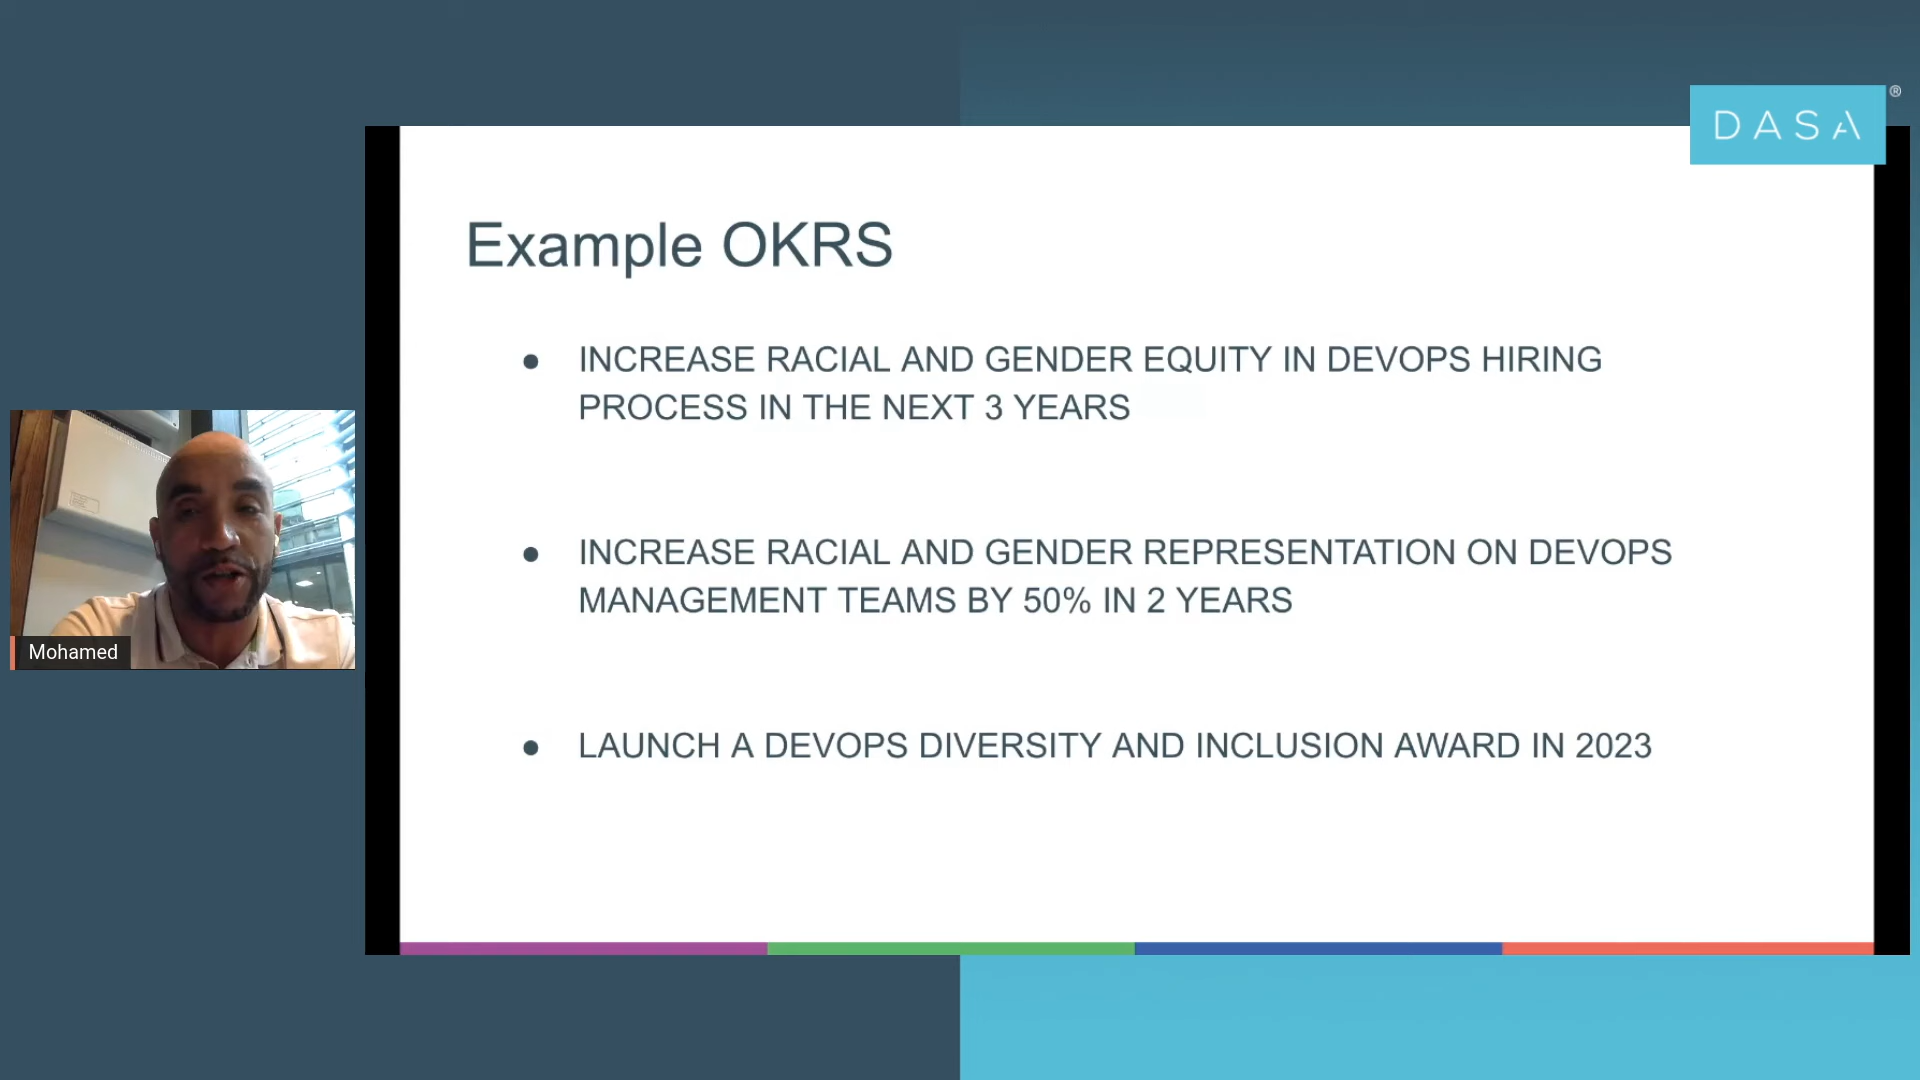 DASA®
Example OKRS
● INCREASE RACIAL AND GENDER EQUITY IN DEVOPS HIRING
PROCESS IN THE NEXT 3 YEARS
● INCREASE RACIAL AND GENDER REPRESENTATION ON DEVOPS
MANAGEMENT TEAMS BY 50% IN 2 YEARS
● LAUNCH A DEVOPS DIVERSITY AND INCLUSION AWARD IN 2023
Mohamed